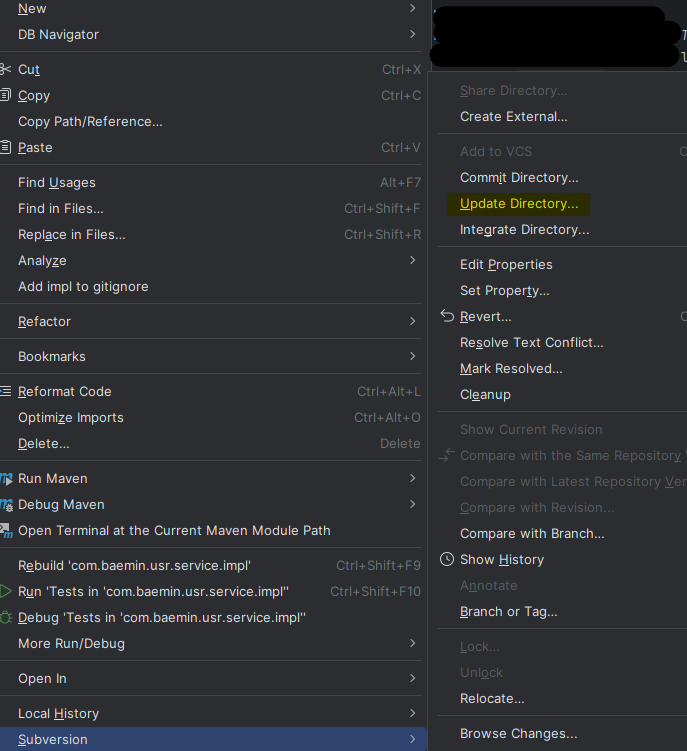 New
DB Navigator
Cut Ctrl+X
Copy Ctrl+C
Copy Path/Reference...
Paste Ctrl+V
Find Usages Alt+F7
Find in Files... Ctrl+Shift+F
Replace in Files... Ctrl+Shift+R
Analyze
Add impl to gitignore
Refactor
Bookmarks
Reformat Code Ctrl+Alt+L
Optimize Imports Ctrl+Alt+O
Delete... Delete
Run Maven
Debug Maven
Open Terminal at the Current Maven Module Path
Rebuild 'com.baemin.usr.service.impl' Ctrl+Shift+F9
Run 'Tests in 'com.baemin.usr.service.impl'' Ctrl+Shift+F10
Debug 'Tests in 'com.baemin.usr.service.impl''
More Run/Debug
Open In
Local History
Subversion
Share Directory...
Create External...
Add to VCS
Commit Directory...
Update Directory...
Integrate Directory...
Edit Properties
Set Property...
Revert...
Resolve Text Conflict...
Mark Resolved...
Cleanup
Show Current Revision
Compare with the Same Repository
Compare with Latest Repository Ver
Compare with Revision...
Compare with Branch...
Show History
Annotate
Branch or Tag...
Lock...
Unlock
Relocate...
Browse Changes...